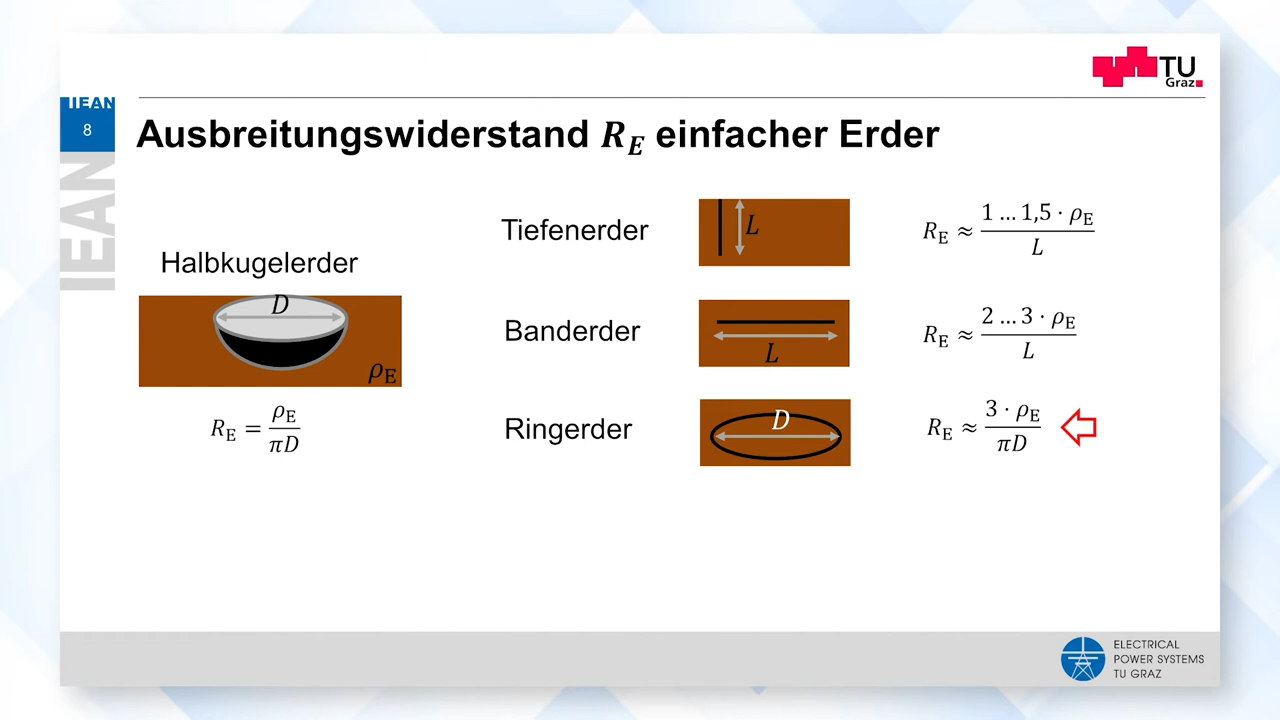 TU
Graz
IEAN
8
IEAN
Ausbreitungswiderstand R_E einfacher Erder
Halbkugelerder
D
ρ_E
R_E = ρ_E / πD
Tiefenerder
L
R_E ≈ 1 … 1,5 · ρ_E / L
Banderder
L
R_E ≈ 2 … 3 · ρ_E / L
Ringerder
D
R_E ≈ 3 · ρ_E / πD
ELECTRICAL
POWER SYSTEMS
TU GRAZ